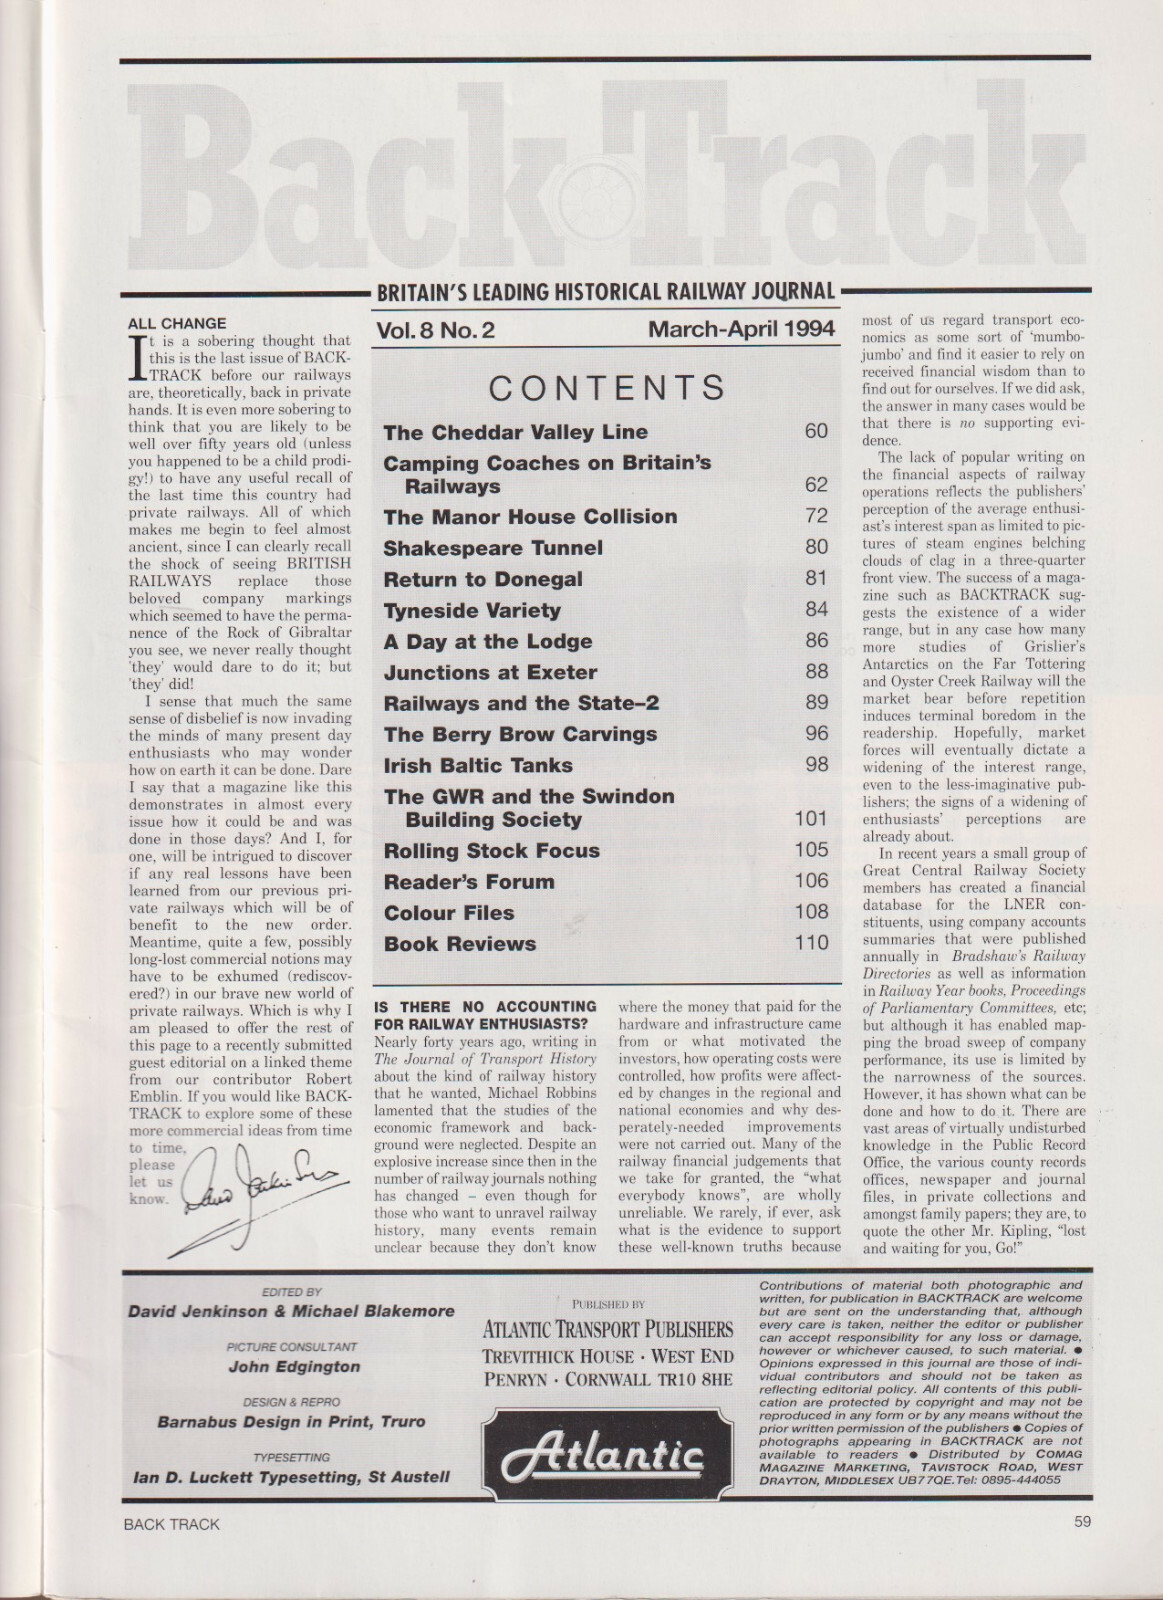 Back Track
BRITAIN'S LEADING HISTORICAL RAILWAY JOURNAL
ALL CHANGE
It is a sobering thought that
this is the last issue of BACK-
TRACK before our railways
are, theoretically, back in private
hands. It is even more sobering to
think that you are likely to be
well over fifty years old (unless
you happened to be a child prodi-
gy!) to have any useful recall of
the last time this country had
private railways. All of which
makes me begin to feel almost
ancient, since I can clearly recall
the shock of seeing BRITISH
RAILWAYS replace those
beloved company markings
which seemed to have the perma-
nence of the Rock of Gibraltar
you see, we never really thought
'they' would dare to do it; but
'they' did!
I sense that much the same
sense of disbelief is now invading
the minds of many present day
enthusiasts who may wonder
how on earth it can be done. Dare
I say that a magazine like this
demonstrates in almost every
issue how it could be and was
done in those days? And I, for
one, will be intrigued to discover
if any real lessons have been
learned from our previous pri-
vate railways which will be of
benefit to the new order.
Meantime, quite a few, possibly
long-lost commercial notions may
have to be exhumed (rediscov-
ered?) in our brave new world of
private railways. Which is why I
am pleased to offer the rest of
this page to a recently submitted
guest editorial on a linked theme
from our contributor Robert
Emblin. If you would like BACK-
TRACK to explore some of these
more commercial ideas from time
to time,
please
let us
know.
David Jenkinson
Vol. 8 No. 2 March-April 1994
CONTENTS
The Cheddar Valley Line 60
Camping Coaches on Britain's
Railways 62
The Manor House Collision 72
Shakespeare Tunnel 80
Return to Donegal 81
Tyneside Variety 84
A Day at the Lodge 86
Junctions at Exeter 88
Railways and the State–2 89
The Berry Brow Carvings 96
Irish Baltic Tanks 98
The GWR and the Swindon
Building Society 101
Rolling Stock Focus 105
Reader's Forum 106
Colour Files 108
Book Reviews 110
IS THERE NO ACCOUNTING
FOR RAILWAY ENTHUSIASTS?
Nearly forty years ago, writing in
The Journal of Transport History
about the kind of railway history
that he wanted, Michael Robbins
lamented that the studies of the
economic framework and back-
ground were neglected. Despite an
explosive increase since then in the
number of railway journals nothing
has changed – even though for
those who want to unravel railway
history, many events remain
unclear because they don't know
where the money that paid for the
hardware and infrastructure came
from or what motivated the
investors, how operating costs were
controlled, how profits were affect-
ed by changes in the regional and
national economies and why des-
perately-needed improvements
were not carried out. Many of the
railway financial judgements that
we take for granted, the "what
everybody knows", are wholly
unreliable. We rarely, if ever, ask
what is the evidence to support
these well-known truths because
most of us regard transport eco-
nomics as some sort of 'mumbo-
jumbo' and find it easier to rely on
received financial wisdom than to
find out for ourselves. If we did ask,
the answer in many cases would be
that there is no supporting evi-
dence.
The lack of popular writing on
the financial aspects of railway
operations reflects the publishers'
perception of the average enthusi-
ast's interest span as limited to pic-
tures of steam engines belching
clouds of clag in a three-quarter
front view. The success of a maga-
zine such as BACKTRACK sug-
gests the existence of a wider
range, but in any case how many
more studies of Grislier's
Antarctics on the Far Tottering
and Oyster Creek Railway will the
market bear before repetition
induces terminal boredom in the
readership. Hopefully, market
forces will eventually dictate a
widening of the interest range,
even to the less-imaginative pub-
lishers; the signs of a widening of
enthusiasts' perceptions are
already about.
In recent years a small group of
Great Central Railway Society
members has created a financial
database for the LNER con-
stituents, using company accounts
summaries that were published
annually in Bradshaw's Railway
Directories as well as information
in Railway Year books, Proceedings
of Parliamentary Committees, etc;
but although it has enabled map-
ping the broad sweep of company
performance, its use is limited by
the narrowness of the sources.
However, it has shown what can be
done and how to do it. There are
vast areas of virtually undisturbed
knowledge in the Public Record
Office, the various county records
offices, newspaper and journal
files, in private collections and
amongst family papers; they are, to
quote the other Mr. Kipling, "lost
and waiting for you, Go!"
EDITED BY
David Jenkinson & Michael Blakemore
PICTURE CONSULTANT
John Edgington
DESIGN & REPRO
Barnabus Design in Print, Truro
TYPESETTING
Ian D. Luckett Typesetting, St Austell
PUBLISHED BY
ATLANTIC TRANSPORT PUBLISHERS
TREVITHICK HOUSE · WEST END
PENRYN · CORNWALL TR10 8HE
Atlantic
Contributions of material both photographic and
written, for publication in BACKTRACK are welcome
but are sent on the understanding that, although
every care is taken, neither the editor or publisher
can accept responsibility for any loss or damage,
however or whichever caused, to such material. ●
Opinions expressed in this journal are those of indi-
vidual contributors and should not be taken as
reflecting editorial policy. All contents of this publi-
cation are protected by copyright and may not be
reproduced in any form or by any means without the
prior written permission of the publishers ● Copies of
photographs appearing in BACKTRACK are not
available to readers ● Distributed by COMAG
MAGAZINE MARKETING, TAVISTOCK ROAD, WEST
DRAYTON, MIDDLESEX UB7 7QE. Tel: 0895-444055
BACK TRACK 59